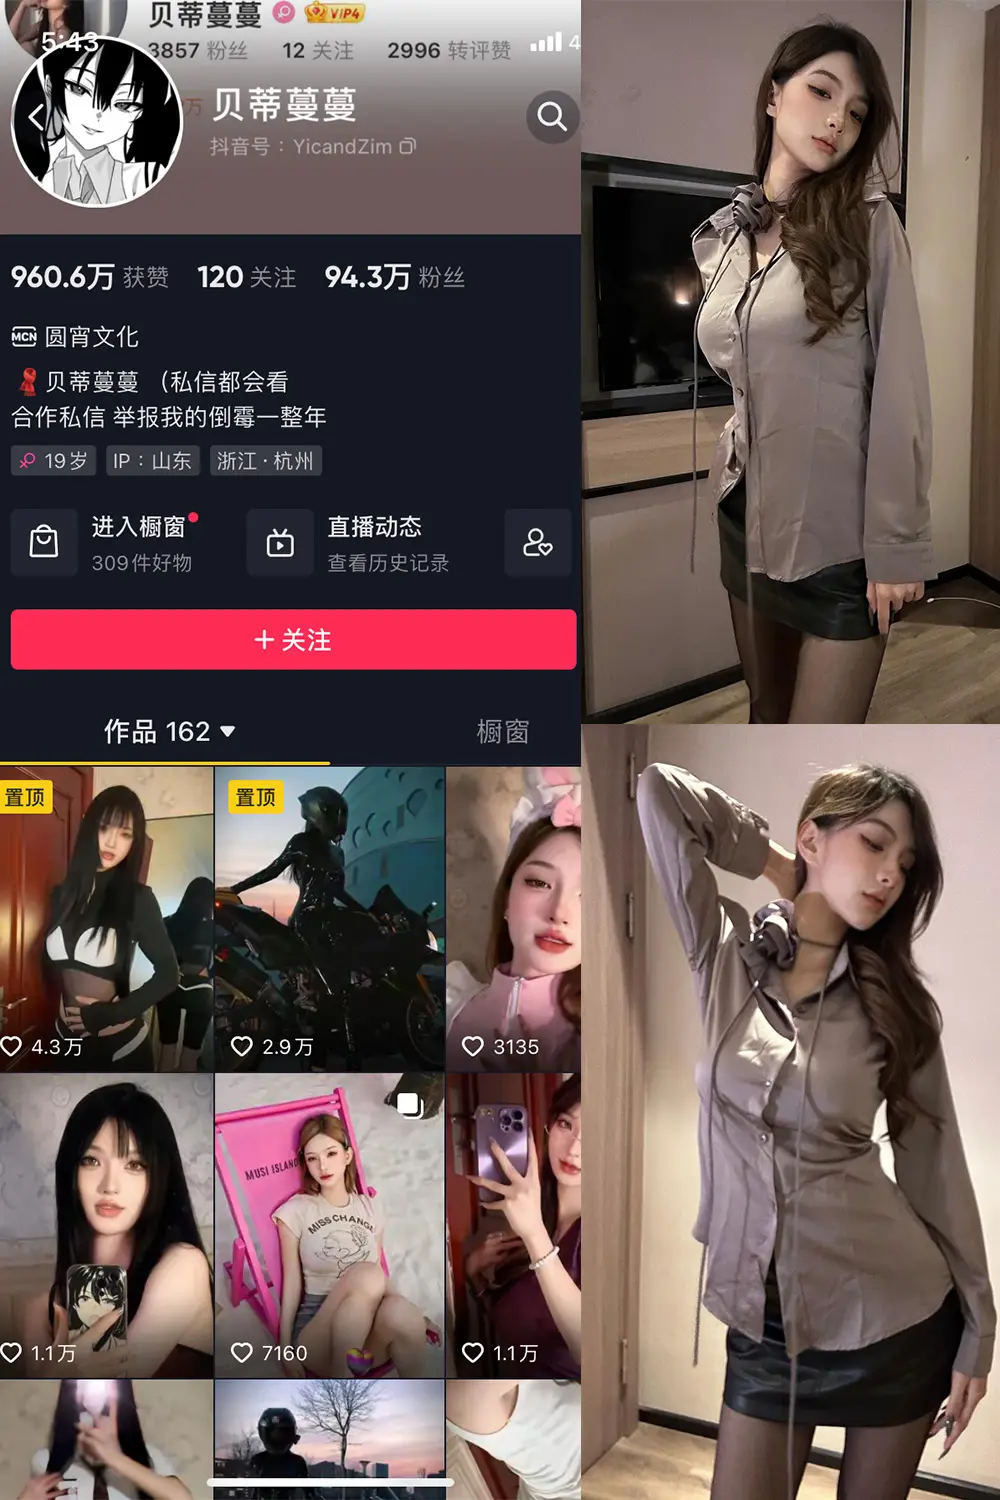 贝蒂蔓蔓 VIP4
5:43
3857 粉丝 12 关注 2996 转评赞
4
万
贝蒂蔓蔓
抖音号：YicandZim
960.6万 获赞 120 关注 94.3万 粉丝
MCN 圆宵文化
贝蒂蔓蔓 （私信都会看
合作私信 举报我的倒霉一整年
19岁 IP：山东 浙江·杭州
进入橱窗
309件好物
直播动态
查看历史记录
+ 关注
作品 162
橱窗
置顶
置顶
4.3万
2.9万
3135
MUSI ISLAND
MISS CHANG
1.1万
7160
1.1万